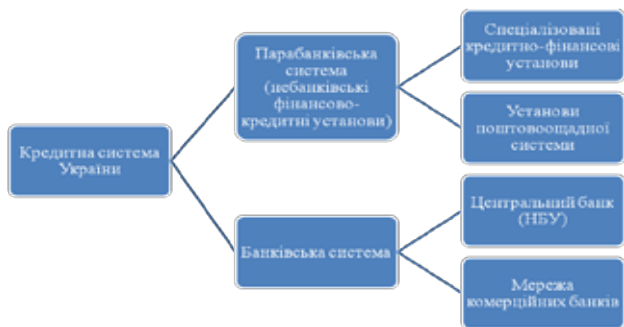 Кредитна система
України
Парабанківська
система
(небанківські
фінансово-
кредитні установи)
Банківська система
Спеціалізовані
кредитно-фінансові
установи
Установи
поштовоощадної
системи
Центральний банк
(НБУ)
Мережа
комерційних банків